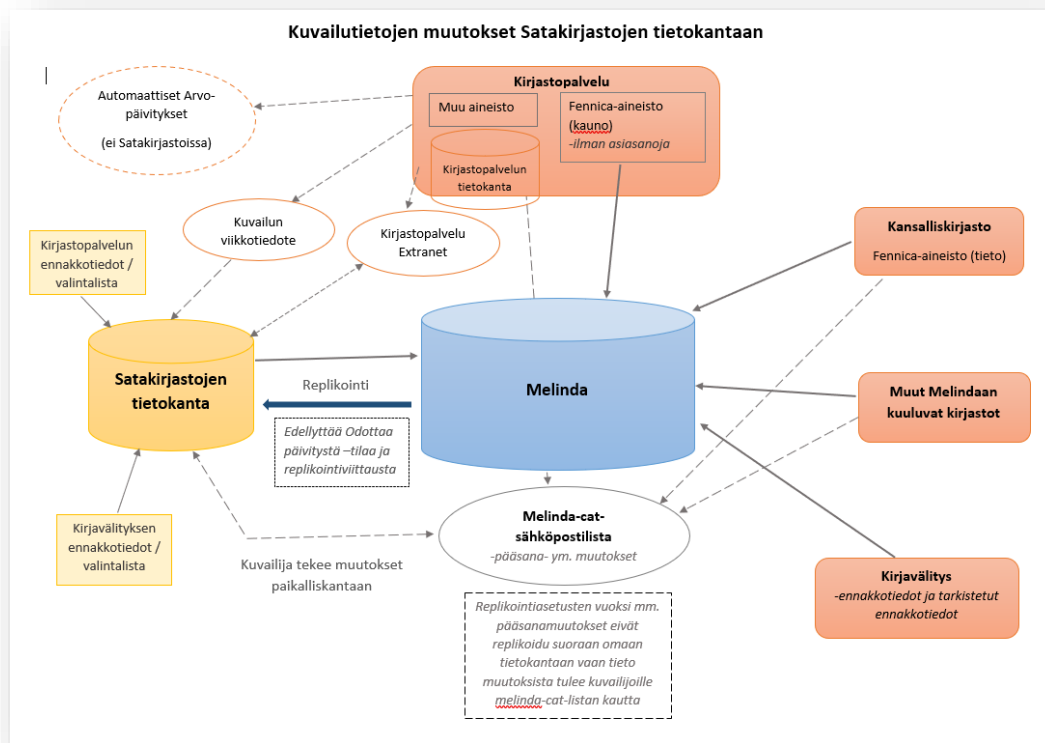 Kuvailutietojen muutokset Satakirjastojen tietokantaan
Automaattiset Arvo-
päivitykset
(ei Satakirjastoissa)
Kirjastopalvelu
Muu aineisto
Fennica-aineisto
(kauno)
-ilman asiasanoja
Kirjastopalvelun
tietokanta
Kuvailun
viikkotiedote
Kirjastopalvelu
Extranet
Kansalliskirjasto
Fennica-aineisto (tieto)
Kirjastopalvelun
ennakkotiedot /
valintalista
Satakirjastojen
tietokanta
Replikointi
Edellyttää Odottaa
päivitystä –tilaa ja
replikointiviittausta
Melinda
Muut Melindaan
kuuluvat kirjastot
Kirjavälityksen
ennakkotiedot /
valintalista
Kuvailija tekee muutokset
paikalliskantaan
Melinda-cat-
sähköpostilista
-pääsana- ym. muutokset
Kirjavälitys
-ennakkotiedot ja tarkistetut
ennakkotiedot
Replikointiasetusten vuoksi mm.
pääsanamuutokset eivät
replikoidu suoraan omaan
tietokantaan vaan tieto
muutoksista tulee kuvailijoille
melinda-cat-listan kautta